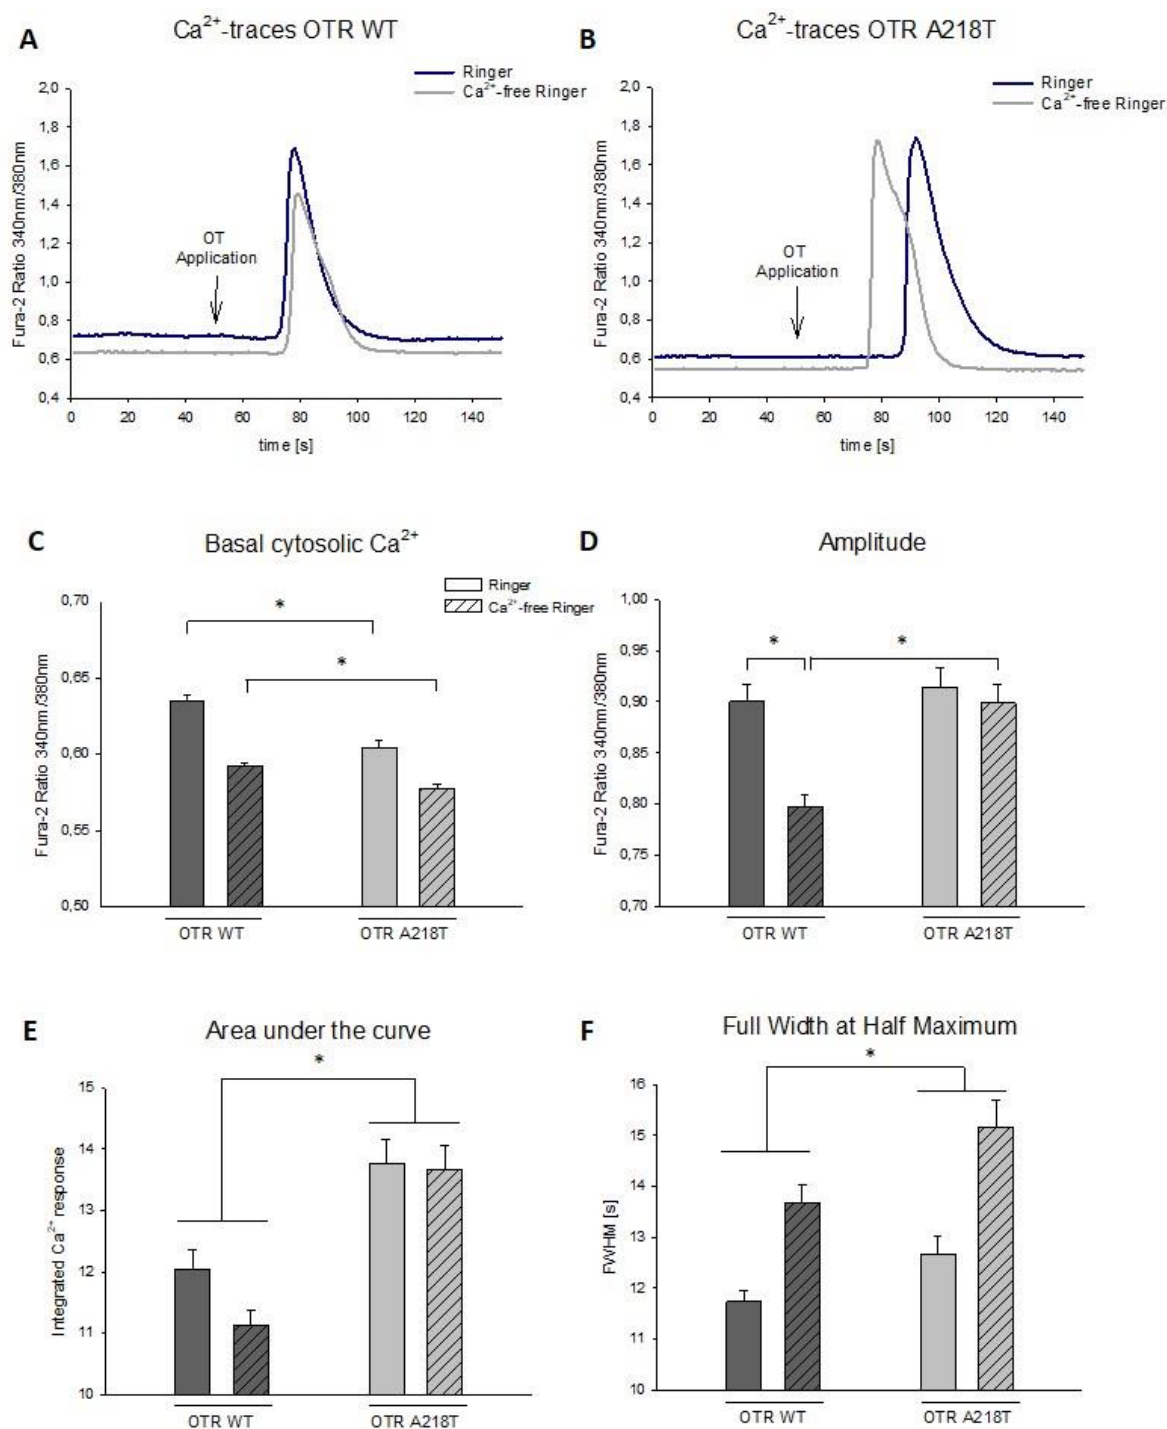 A
Ca²⁺-traces OTR WT
Ringer
Ca²⁺-free Ringer
2,0
1,8
1,6
1,4
1,2
1,0
0,8
0,6
0,4
Fura-2 Ratio 340nm/380nm
OT
Application
0 20 40 60 80 100 120 140
time [s]
B
Ca²⁺-traces OTR A218T
Ringer
Ca²⁺-free Ringer
2,0
1,8
1,6
1,4
1,2
1,0
0,8
0,6
0,4
Fura-2 Ratio 340nm/380nm
OT
Application
0 20 40 60 80 100 120 140
time [s]
C
Basal cytosolic Ca²⁺
Ringer
Ca²⁺-free Ringer
0,70
0,65
0,60
0,55
0,50
Fura-2 Ratio 340nm/380nm
*
*
OTR WT OTR A218T
D
Amplitude
1,00
0,95
0,90
0,85
0,80
0,75
0,70
Fura-2 Ratio 340nm/380nm
* *
OTR WT OTR A218T
E
Area under the curve
*
15
14
13
12
11
10
Integrated Ca²⁺ response
OTR WT OTR A218T
F
Full Width at Half Maximum
*
16
15
14
13
12
11
10
FWHM [s]
OTR WT OTR A218T